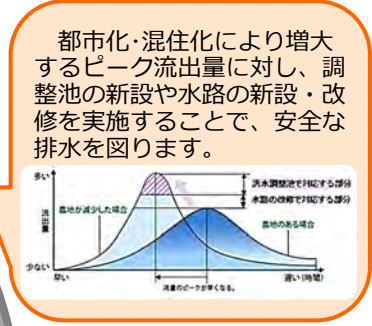 都市化･混住化により増大
するピーク流出量に対し、調
整池の新設や水路の新設・改
修を実施することで、安全な
排水を図ります。
多い
洪水調整池で対応する部分
水路の改修で対応する部分
流出量
農地が減少した場合
農地のある場合
少ない
早い
遅い（時間）
流量のピークが早くなる。